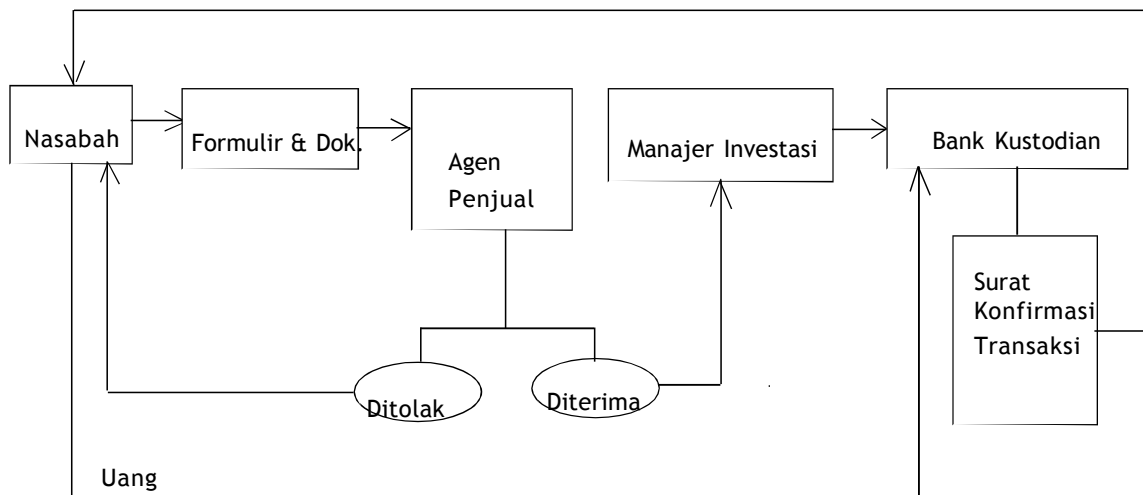 Nasabah
Formulir & Dok.
Agen
Penjual
Manajer Investasi
Bank Kustodian
Surat
Konfirmasi
Transaksi
Ditolak
Diterima
Uang